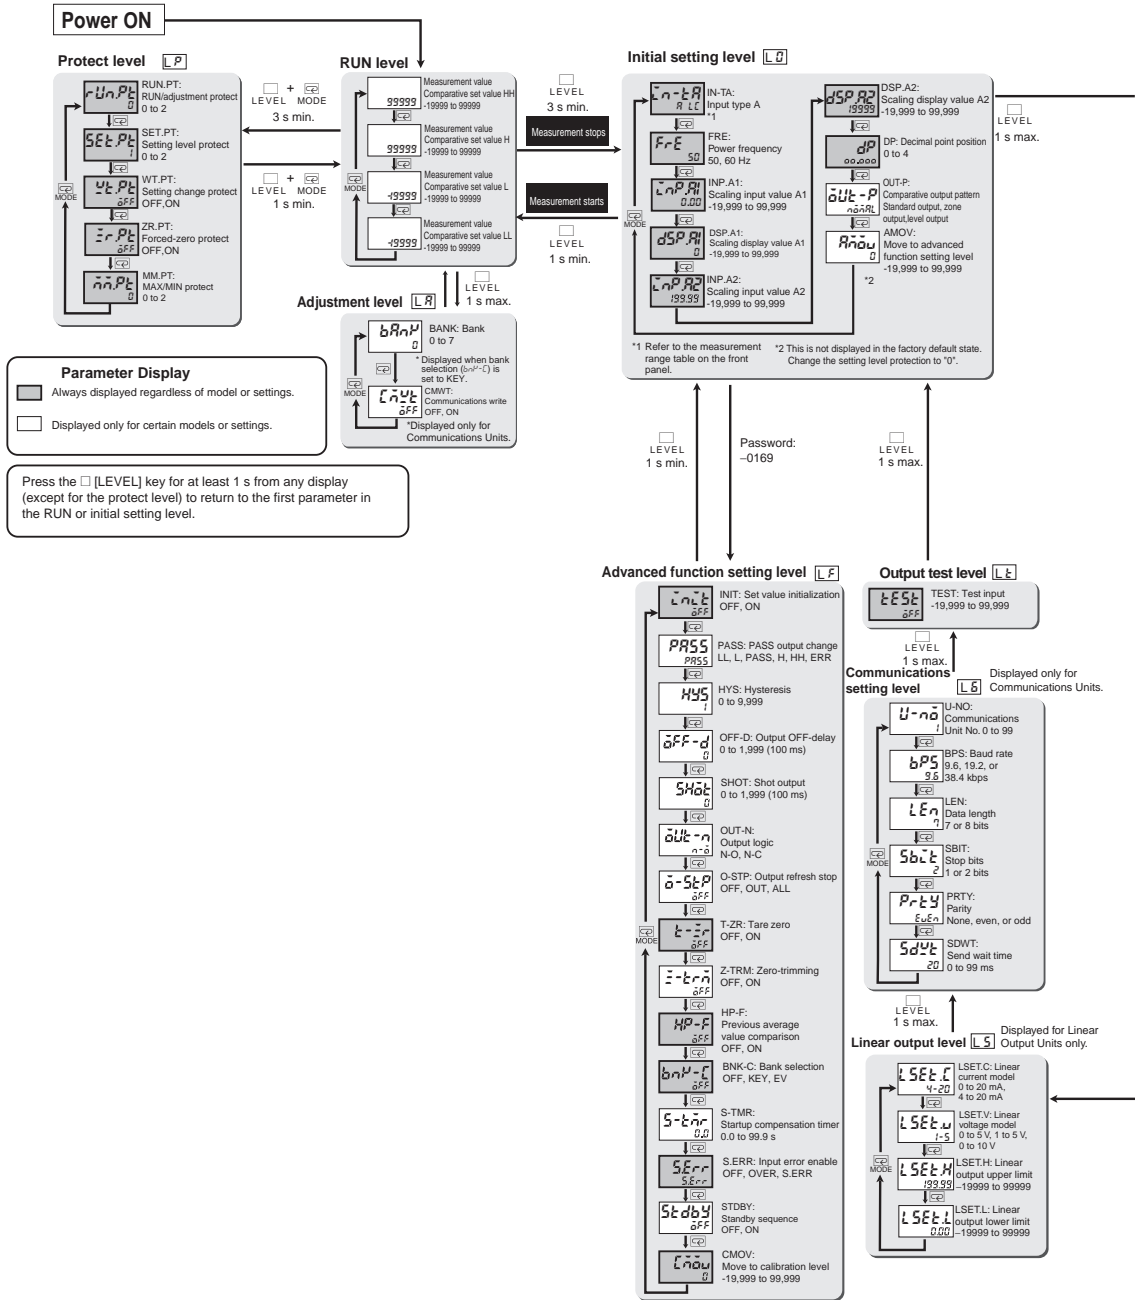 Power ON
Protect level LP
RUN.PT:
RUN/adjustment protect
0 to 2
SET.PT:
Setting level protect
0 to 2
WT.PT:
Setting change protect
OFF,ON
ZR.PT:
Forced-zero protect
OFF,ON
MM.PT:
MAX/MIN protect
0 to 2
MODE
LEVEL + MODE
3 s min.
LEVEL + MODE
1 s min.
RUN level
Measurement value
Comparative set value HH
-19999 to 99999
99999
Measurement value
Comparative set value H
-19999 to 99999
99999
Measurement value
Comparative set value L
-19999 to 99999
-19999
Measurement value
Comparative set value LL
-19999 to 99999
-19999
MODE
LEVEL
3 s min.
Measurement stops
Measurement starts
LEVEL
1 s min.
LEVEL
1 s max.
Adjustment level LA
BANK: Bank
0 to 7
* Displayed when bank
selection (bnK-C) is
set to KEY.
CMWT:
Communications write
OFF, ON
*Displayed only for
Communications Units.
MODE
Initial setting level L0
IN-TA:
Input type A
*1
FRE:
Power frequency
50, 60 Hz
INP.A1:
Scaling input value A1
-19,999 to 99,999
DSP.A1:
Scaling display value A1
-19,999 to 99,999
INP.A2:
Scaling input value A2
-19,999 to 99,999
DSP.A2:
Scaling display value A2
-19,999 to 99,999
DP: Decimal point position
0 to 4
OUT-P:
Comparative output pattern
Standard output, zone
output,level output
AMOV:
Move to advanced
function setting level
-19,999 to 99,999
*2
MODE
*1 Refer to the measurement
range table on the front
panel.
*2 This is not displayed in the factory default state.
Change the setting level protection to "0".
LEVEL
1 s max.
Parameter Display
Always displayed regardless of model or settings.
Displayed only for certain models or settings.
Press the □ [LEVEL] key for at least 1 s from any display
(except for the protect level) to return to the first parameter in
the RUN or initial setting level.
LEVEL
1 s min.
Password:
–0169
LEVEL
1 s max.
Advanced function setting level LF
INIT: Set value initialization
OFF, ON
PASS: PASS output change
LL, L, PASS, H, HH, ERR
HYS: Hysteresis
0 to 9,999
OFF-D: Output OFF-delay
0 to 1,999 (100 ms)
SHOT: Shot output
0 to 1,999 (100 ms)
OUT-N:
Output logic
N-O, N-C
O-STP: Output refresh stop
OFF, OUT, ALL
T-ZR: Tare zero
OFF, ON
Z-TRM: Zero-trimming
OFF, ON
HP-F:
Previous average
value comparison
OFF, ON
BNK-C: Bank selection
OFF, KEY, EV
S-TMR:
Startup compensation timer
0.0 to 99.9 s
S.ERR: Input error enable
OFF, OVER, S.ERR
STDBY:
Standby sequence
OFF, ON
CMOV:
Move to calibration level
-19,999 to 99,999
MODE
Output test level Lt
TEST: Test input
-19,999 to 99,999
LEVEL
1 s max.
Communications
setting level L6
Displayed only for
Communications Units.
U-NO:
Communications
Unit No. 0 to 99
BPS: Baud rate
9.6, 19.2, or
38.4 kbps
LEN:
Data length
7 or 8 bits
SBIT:
Stop bits
1 or 2 bits
PRTY:
Parity
None, even, or odd
SDWT:
Send wait time
0 to 99 ms
MODE
LEVEL
1 s max.
Linear output level L5
Displayed for Linear
Output Units only.
LSET.C: Linear
current model
0 to 20 mA,
4 to 20 mA
LSET.V: Linear
voltage model
0 to 5 V, 1 to 5 V,
0 to 10 V
LSET.H: Linear
output upper limit
–19999 to 99999
LSET.L: Linear
output lower limit
–19999 to 99999
MODE